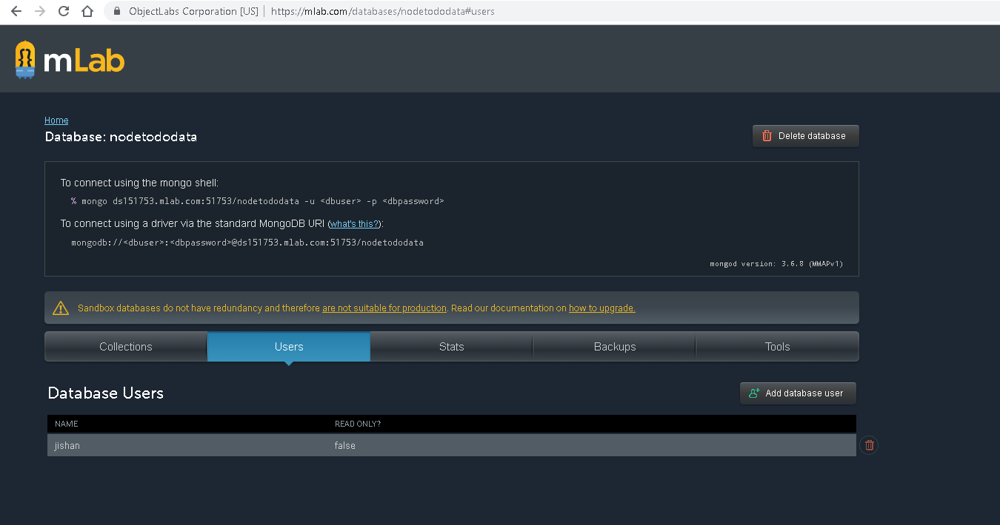 ObjectLabs Corporation [US] | https://mlab.com/databases/nodetododata#users
mLab
Home
Database: nodetododata
Delete database
To connect using the mongo shell:
% mongo ds151753.mlab.com:51753/nodetododata -u <dbuser> -p <dbpassword>
To connect using a driver via the standard MongoDB URI (what's this?):
mongodb://<dbuser>:<dbpassword>@ds151753.mlab.com:51753/nodetododata
mongod version: 3.6.8 (MMAPv1)
Sandbox databases do not have redundancy and therefore are not suitable for production. Read our documentation on how to upgrade.
Collections Users Stats Backups Tools
Database Users
Add database user
NAME READ ONLY?
jishan false